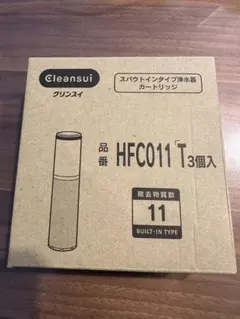 Cleansui
クリンスイ
スパウトインタイプ浄水器
カートリッジ
品番 HFC011「T 3個入
除去物質数
11
BUILT-IN TYPE